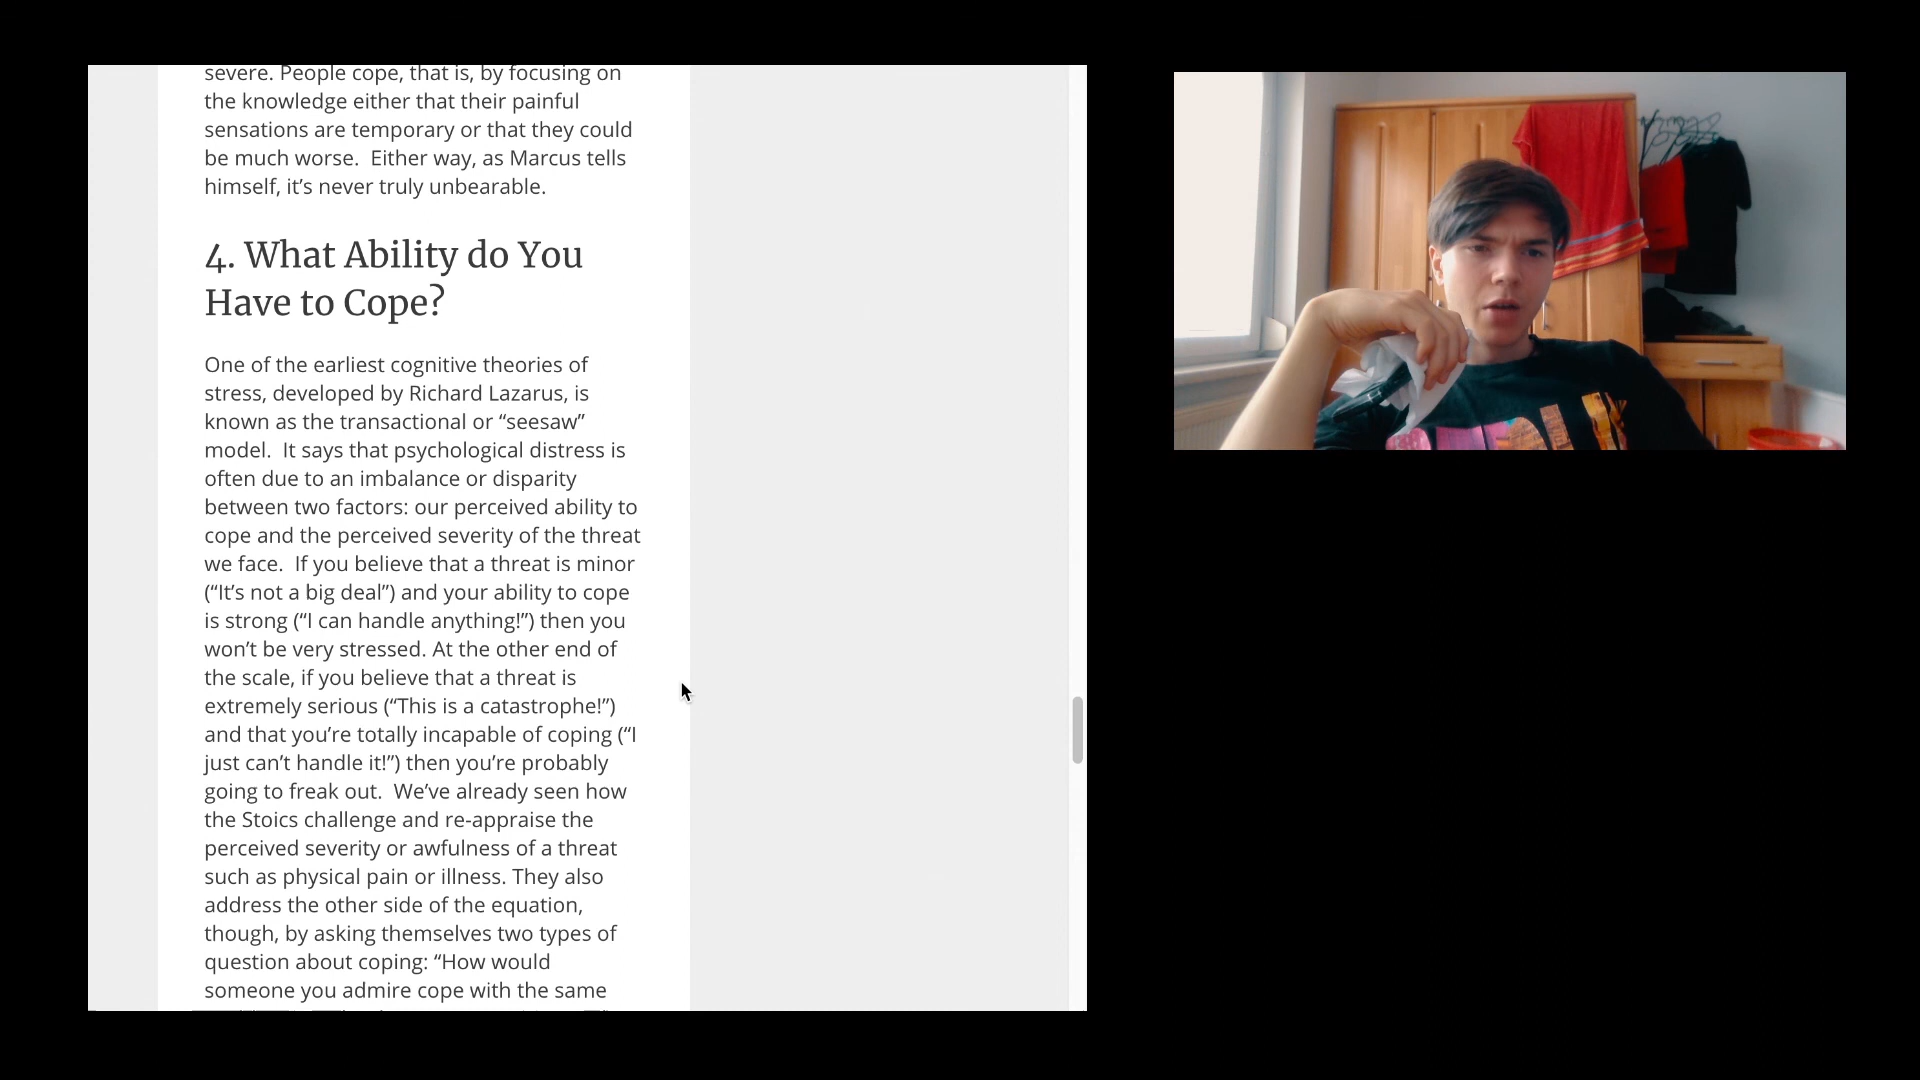 severe. People cope, that is, by focusing on
the knowledge either that their painful
sensations are temporary or that they could
be much worse.  Either way, as Marcus tells
himself, it’s never truly unbearable.
4. What Ability do You
Have to Cope?
One of the earliest cognitive theories of
stress, developed by Richard Lazarus, is
known as the transactional or “seesaw”
model.  It says that psychological distress is
often due to an imbalance or disparity
between two factors: our perceived ability to
cope and the perceived severity of the threat
we face.  If you believe that a threat is minor
(“It’s not a big deal”) and your ability to cope
is strong (“I can handle anything!”) then you
won’t be very stressed. At the other end of
the scale, if you believe that a threat is
extremely serious (“This is a catastrophe!”)
and that you’re totally incapable of coping (“I
just can’t handle it!”) then you’re probably
going to freak out.  We’ve already seen how
the Stoics challenge and re-appraise the
perceived severity or awfulness of a threat
such as physical pain or illness. They also
address the other side of the equation,
though, by asking themselves two types of
question about coping: “How would
someone you admire cope with the same